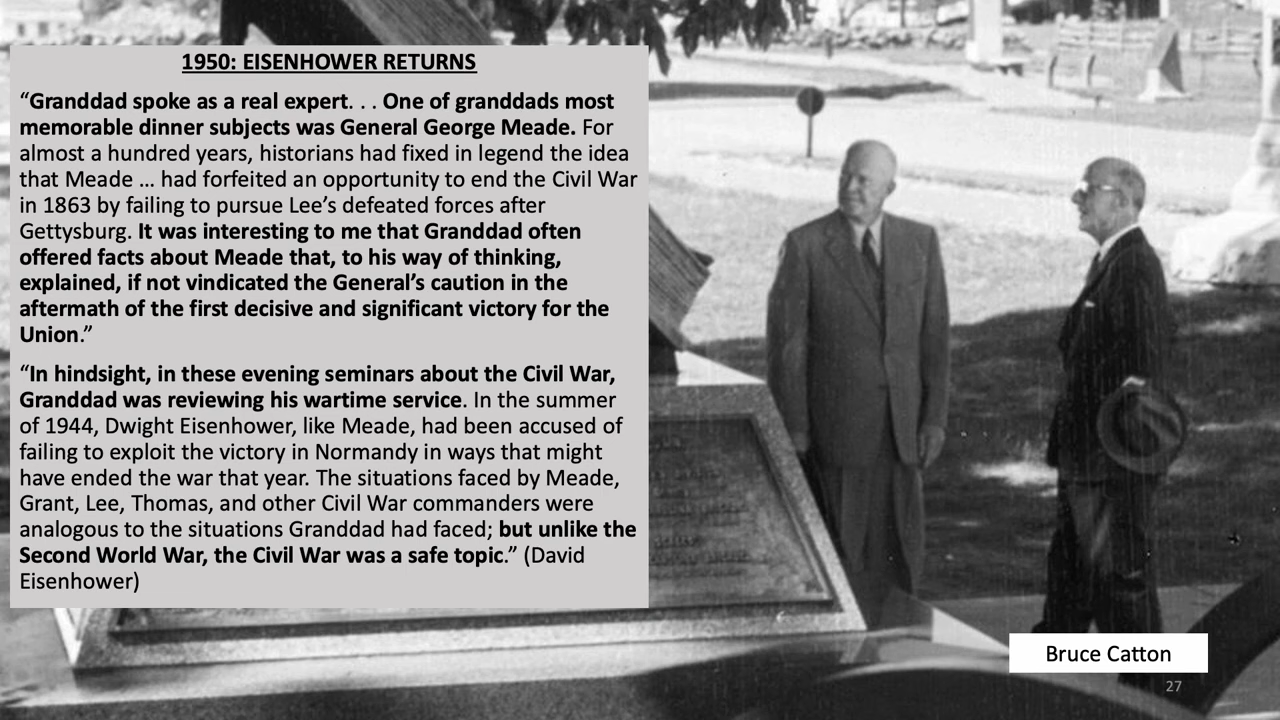 1950: EISENHOWER RETURNS
“Granddad spoke as a real expert. . . One of granddads most
memorable dinner subjects was General George Meade. For
almost a hundred years, historians had fixed in legend the idea
that Meade ... had forfeited an opportunity to end the Civil War
in 1863 by failing to pursue Lee’s defeated forces after
Gettysburg. It was interesting to me that Granddad often
offered facts about Meade that, to his way of thinking,
explained, if not vindicated the General’s caution in the
aftermath of the first decisive and significant victory for the
Union.”
“In hindsight, in these evening seminars about the Civil War,
Granddad was reviewing his wartime service. In the summer
of 1944, Dwight Eisenhower, like Meade, had been accused of
failing to exploit the victory in Normandy in ways that might
have ended the war that year. The situations faced by Meade,
Grant, Lee, Thomas, and other Civil War commanders were
analogous to the situations Granddad had faced; but unlike the
Second World War, the Civil War was a safe topic.” (David
Eisenhower)
Bruce Catton
27